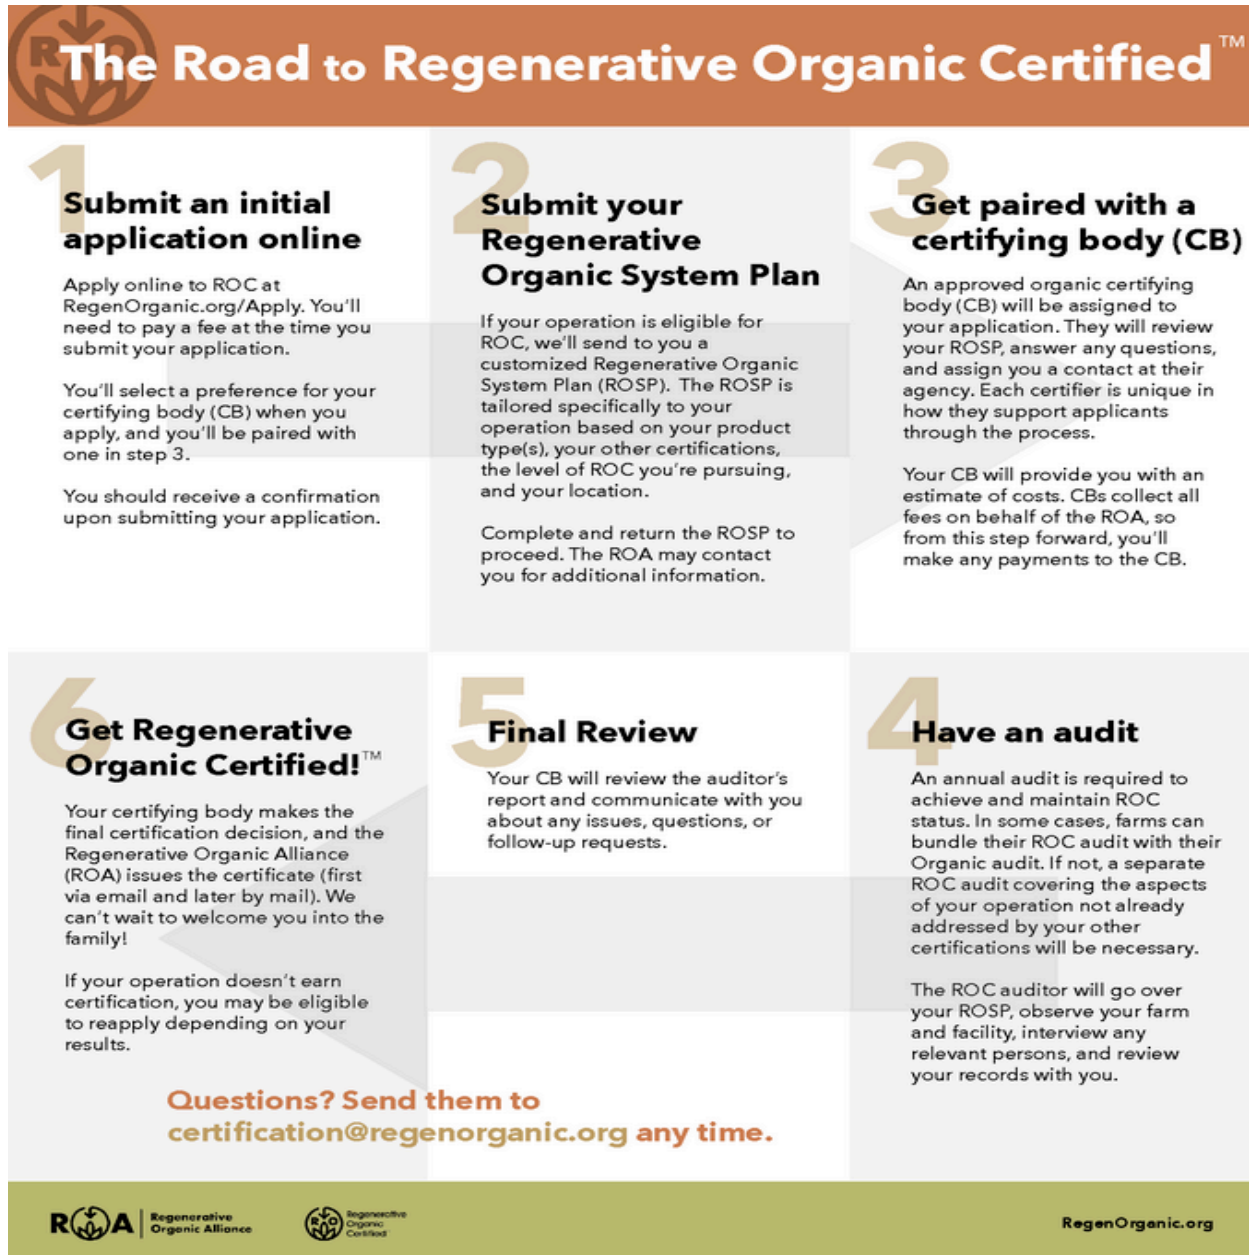 The Road to Regenerative Organic Certified™
1
Submit an initial
application online
Apply online to ROC at
RegenOrganic.org/Apply. You'll
need to pay a fee at the time you
submit your application.
You'll select a preference for your
certifying body (CB) when you
apply, and you'll be paired with
one in step 3.
You should receive a confirmation
upon submitting your application.
2
Submit your
Regenerative
Organic System Plan
If your operation is eligible for
ROC, we'll send to you a
customized Regenerative Organic
System Plan (ROSP). The ROSP is
tailored specifically to your
operation based on your product
type(s), your other certifications,
the level of ROC you're pursuing,
and your location.
Complete and return the ROSP to
proceed. The ROA may contact
you for additional information.
3
Get paired with a
certifying body (CB)
An approved organic certifying
body (CB) will be assigned to
your application. They will review
your ROSP, answer any questions,
and assign you a contact at their
agency. Each certifier is unique in
how they support applicants
through the process.
Your CB will provide you with an
estimate of costs. CBs collect all
fees on behalf of the ROA, so
from this step forward, you'll
make any payments to the CB.
4
Have an audit
An annual audit is required to
achieve and maintain ROC
status. In some cases, farms can
bundle their ROC audit with their
Organic audit. If not, a separate
ROC audit covering the aspects
of your operation not already
addressed by your other
certifications will be necessary.
The ROC auditor will go over
your ROSP, observe your farm
and facility, interview any
relevant persons, and review
your records with you.
5
Final Review
Your CB will review the auditor's
report and communicate with you
about any issues, questions, or
follow-up requests.
6
Get Regenerative
Organic Certified!™
Your certifying body makes the
final certification decision, and the
Regenerative Organic Alliance
(ROA) issues the certificate (first
via email and later by mail). We
can't wait to welcome you into the
family!
If your operation doesn't earn
certification, you may be eligible
to reapply depending on your
results.
Questions? Send them to
certification@regenorganic.org any time.
ROA
Regenerative
Organic Alliance
RO
Regenerative
Organic
Certified
RegenOrganic.org